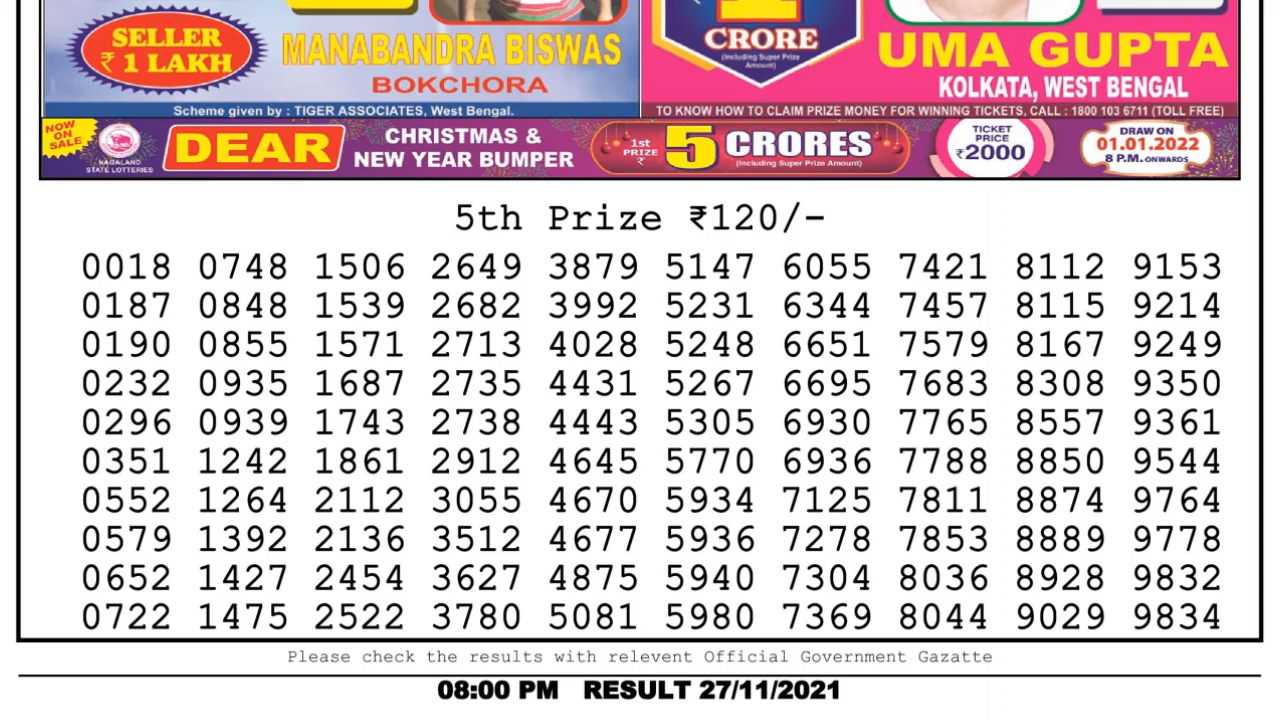 SELLER
₹ 1 LAKH
MANABANDRA BISWAS
BOKCHORA
Scheme given by : TIGER ASSOCIATES, West Bengal.
1
CRORE
(Including Super Prize
Amount)
UMA GUPTA
KOLKATA, WEST BENGAL
TO KNOW HOW TO CLAIM PRIZE MONEY FOR WINNING TICKETS, CALL : 1800 103 6711 (TOLL FREE)
NOW
ON
SALE
NAGALAND
STATE LOTTERIES
DEAR
CHRISTMAS &
NEW YEAR BUMPER
1st
PRIZE
₹
5 CRORES
(Including Super Prize Amount)
TICKET
PRICE
₹2000
DRAW ON
01.01.2022
8 P.M. ONWARDS
5th Prize ₹120/-
0018 0748 1506 2649 3879 5147 6055 7421 8112 9153
0187 0848 1539 2682 3992 5231 6344 7457 8115 9214
0190 0855 1571 2713 4028 5248 6651 7579 8167 9249
0232 0935 1687 2735 4431 5267 6695 7683 8308 9350
0296 0939 1743 2738 4443 5305 6930 7765 8557 9361
0351 1242 1861 2912 4645 5770 6936 7788 8850 9544
0552 1264 2112 3055 4670 5934 7125 7811 8874 9764
0579 1392 2136 3512 4677 5936 7278 7853 8889 9778
0652 1427 2454 3627 4875 5940 7304 8036 8928 9832
0722 1475 2522 3780 5081 5980 7369 8044 9029 9834
Please check the results with relevent Official Government Gazatte
08:00 PM RESULT 27/11/2021